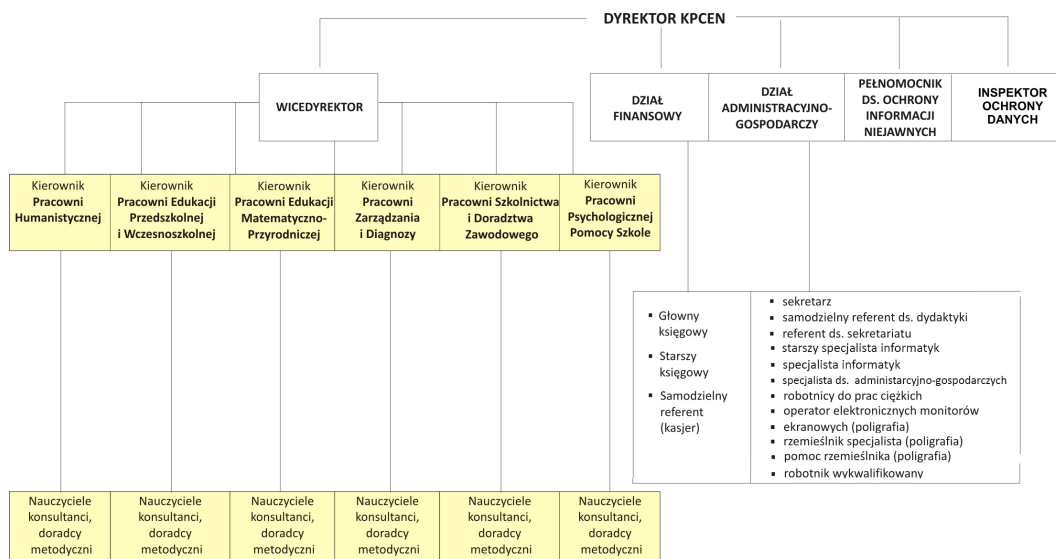 DYREKTOR KPCEN
WICEDYREKTOR
DZIAŁ
FINANSOWY
DZIAŁ
ADMINISTRACYJNO-
GOSPODARCZY
PEŁNOMOCNIK
DS. OCHRONY
INFORMACJI
NIEJAWNYCH
INSPEKTOR
OCHRONY
DANYCH
Kierownik
Pracowni
Humanistycznej
Kierownik
Pracowni Edukacji
Przedszkolnej
i Wczesnoszkolnej
Kierownik
Pracowni Edukacji
Matematyczno-
Przyrodniczej
Kierownik
Pracowni
Zarządzania
i Diagnozy
Kierownik
Pracowni Szkolnictwa
i Doradztwa
Zawodowego
Kierownik
Pracowni
Psychologicznej
Pomocy Szkole
▪ Głowny
księgowy
▪ Starszy
księgowy
▪ Samodzielny
referent
(kasjer)
▪ sekretarz
▪ samodzielny referent ds. dydaktyki
▪ referent ds. sekretariatu
▪ starszy specjalista informatyk
▪ specjalista informatyk
▪ specjalista ds. administarcyjno-gospodarczych
▪ robotnicy do prac ciężkich
▪ operator elektronicznych monitorów
▪ ekranowych (poligrafia)
▪ rzemieślnik specjalista (poligrafia)
▪ pomoc rzemieślnika (poligrafia)
▪ robotnik wykwalifikowany
Nauczyciele
konsultanci,
doradcy
metodyczni
Nauczyciele
konsultanci,
doradcy
metodyczni
Nauczyciele
konsultanci,
doradcy
metodyczni
Nauczyciele
konsultanci,
doradcy
metodyczni
Nauczyciele
konsultanci,
doradcy
metodyczni
Nauczyciele
konsultanci,
doradcy
metodyczni